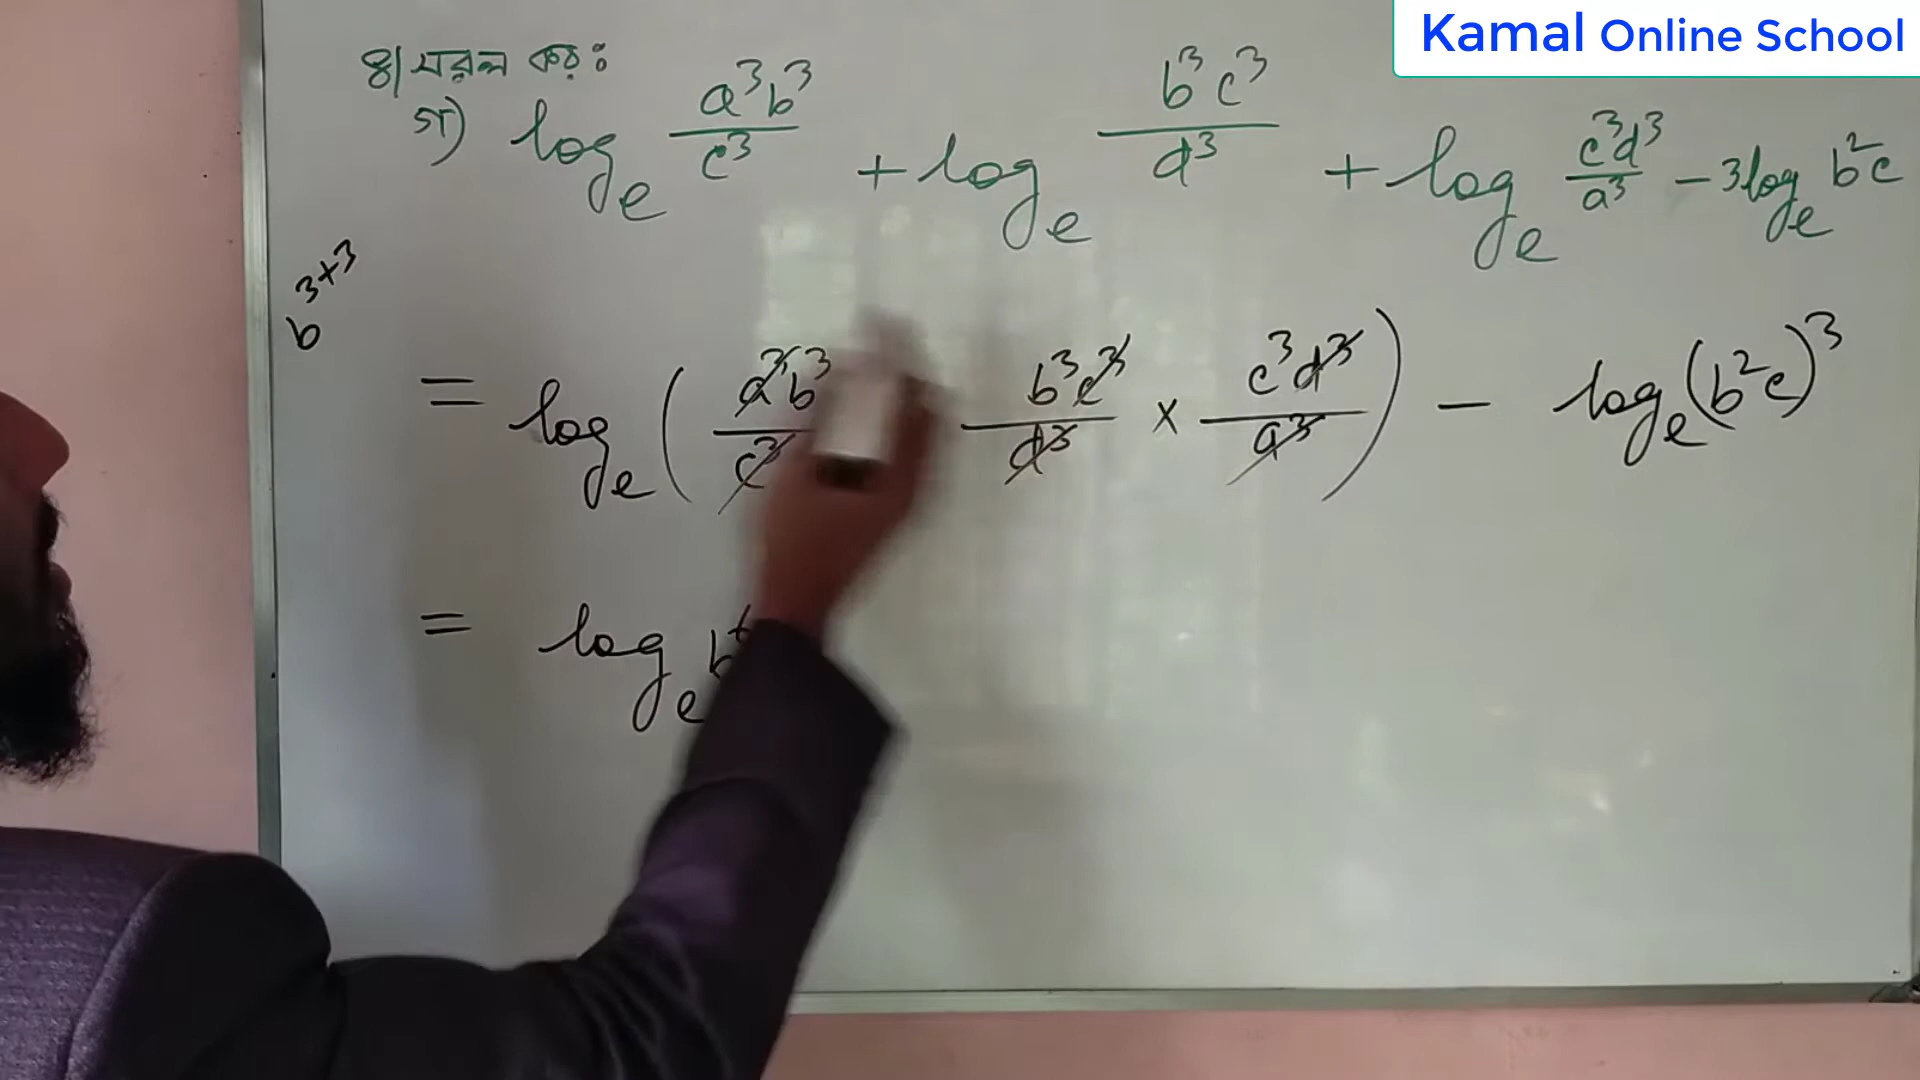 Kamal Online School
৪| সরল কর:
গ) log_e a³b³/c³ + log_e b³c³/d³ + log_e c³d³/a³ - 3log_e b²c
b³⁺³
= log_e (a³b³/c³ b³c³/d³ × c³d³/a³) - log_e (b²c)³
= log_e b